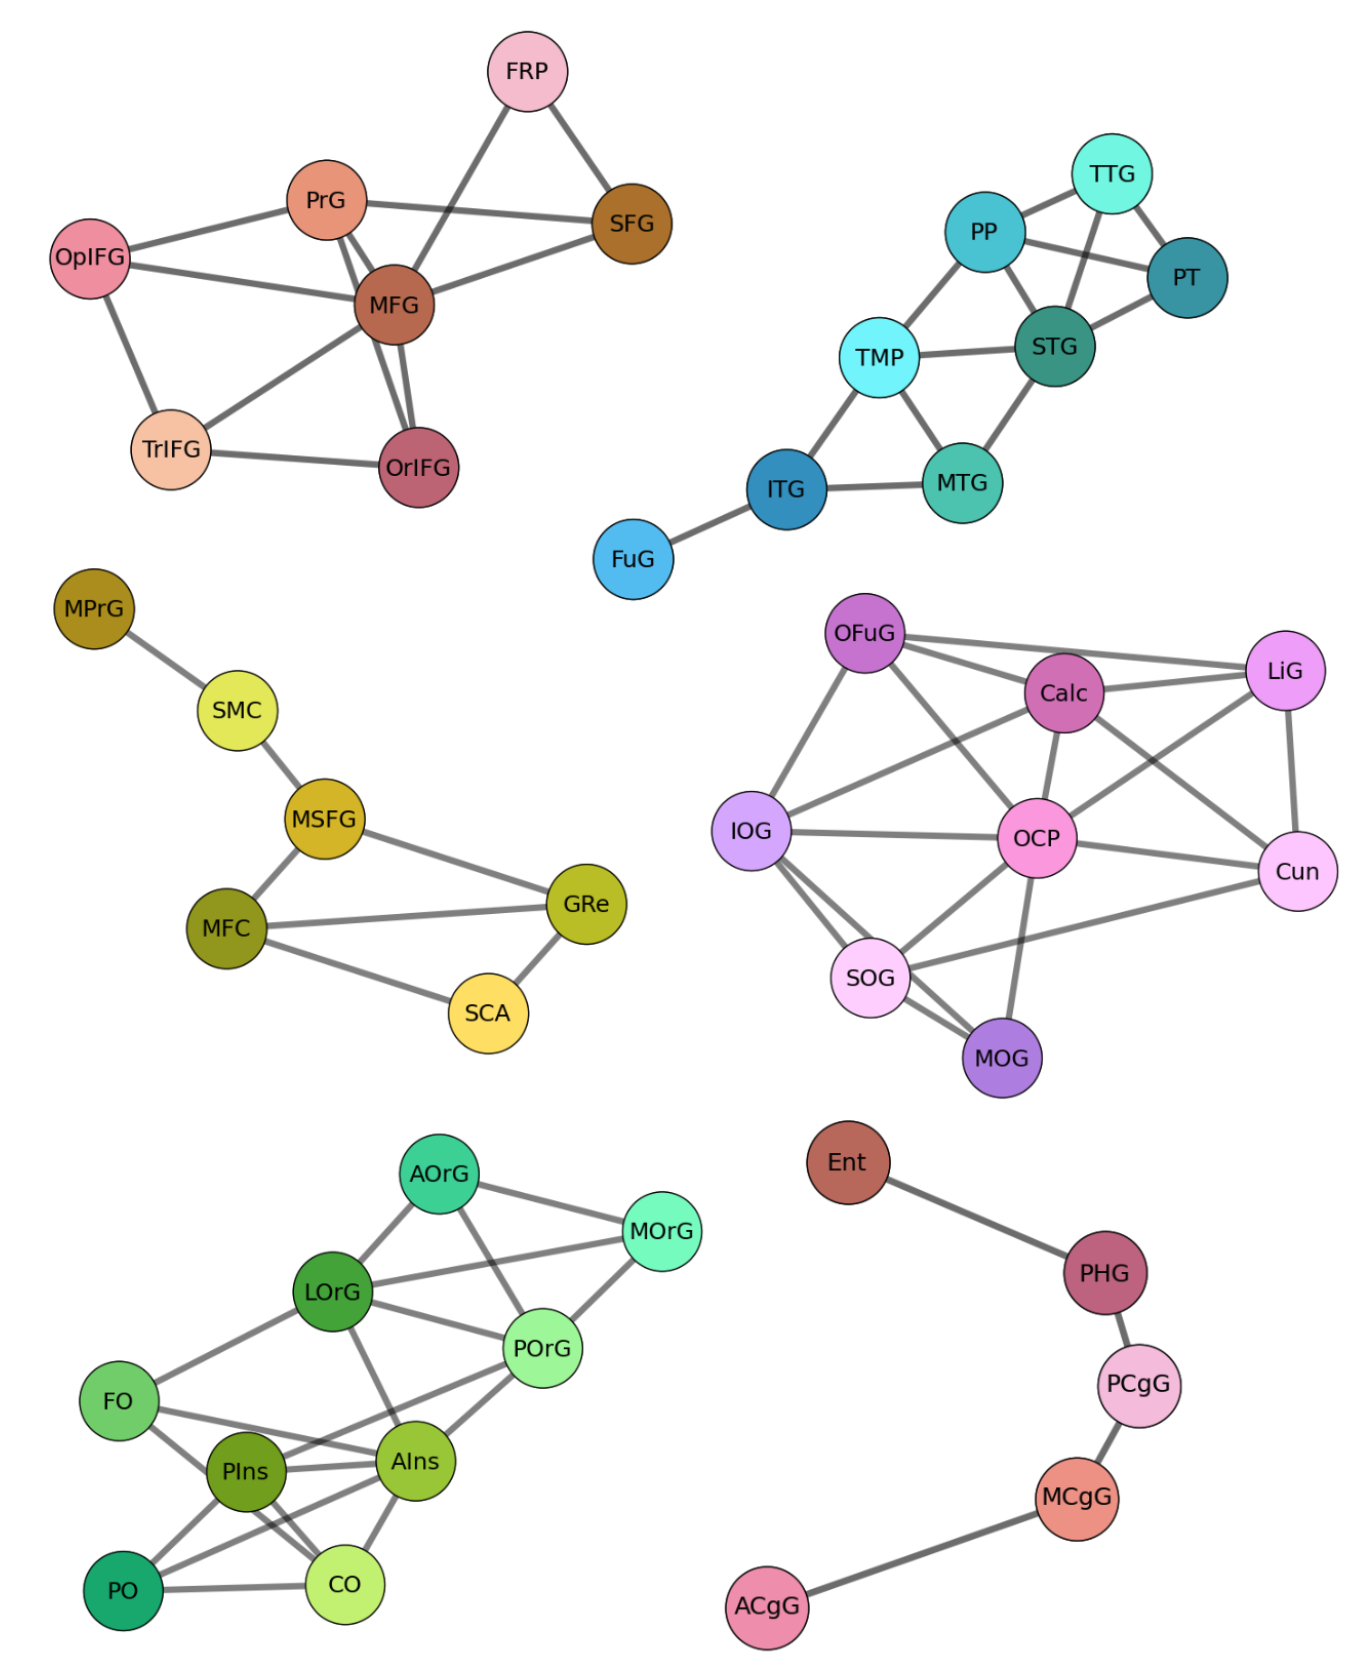 FRP
PrG
SFG
OpIFG
MFG
TrIFG
OrIFG
TTG
PP
PT
STG
TMP
ITG
MTG
FuG
MPrG
SMC
MSFG
GRe
MFC
SCA
OFuG
LiG
Calc
IOG
OCP
Cun
SOG
MOG
AOrG
MOrG
LOrG
POrG
FO
AIns
PIns
CO
PO
Ent
PHG
PCgG
MCgG
ACgG